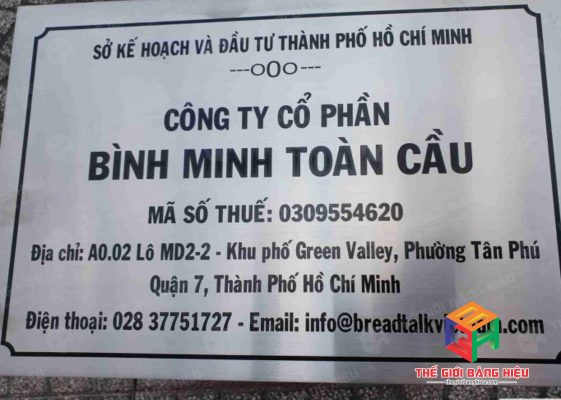 SỞ KẾ HOẠCH VÀ ĐẦU TƯ THÀNH PHỐ HỒ CHÍ MINH
---oOo---
CÔNG TY CỔ PHẦN
BÌNH MINH TOÀN CẦU
MÃ SỐ THUẾ: 0309554620
Địa chỉ: A0.02 Lô MD2-2 - Khu phố Green Valley, Phường Tân Phú
Quận 7, Thành Phố Hồ Chí Minh
Điện thoại: 028 37751727 - Email:
THẾ GIỚI BẢNG HIỆU